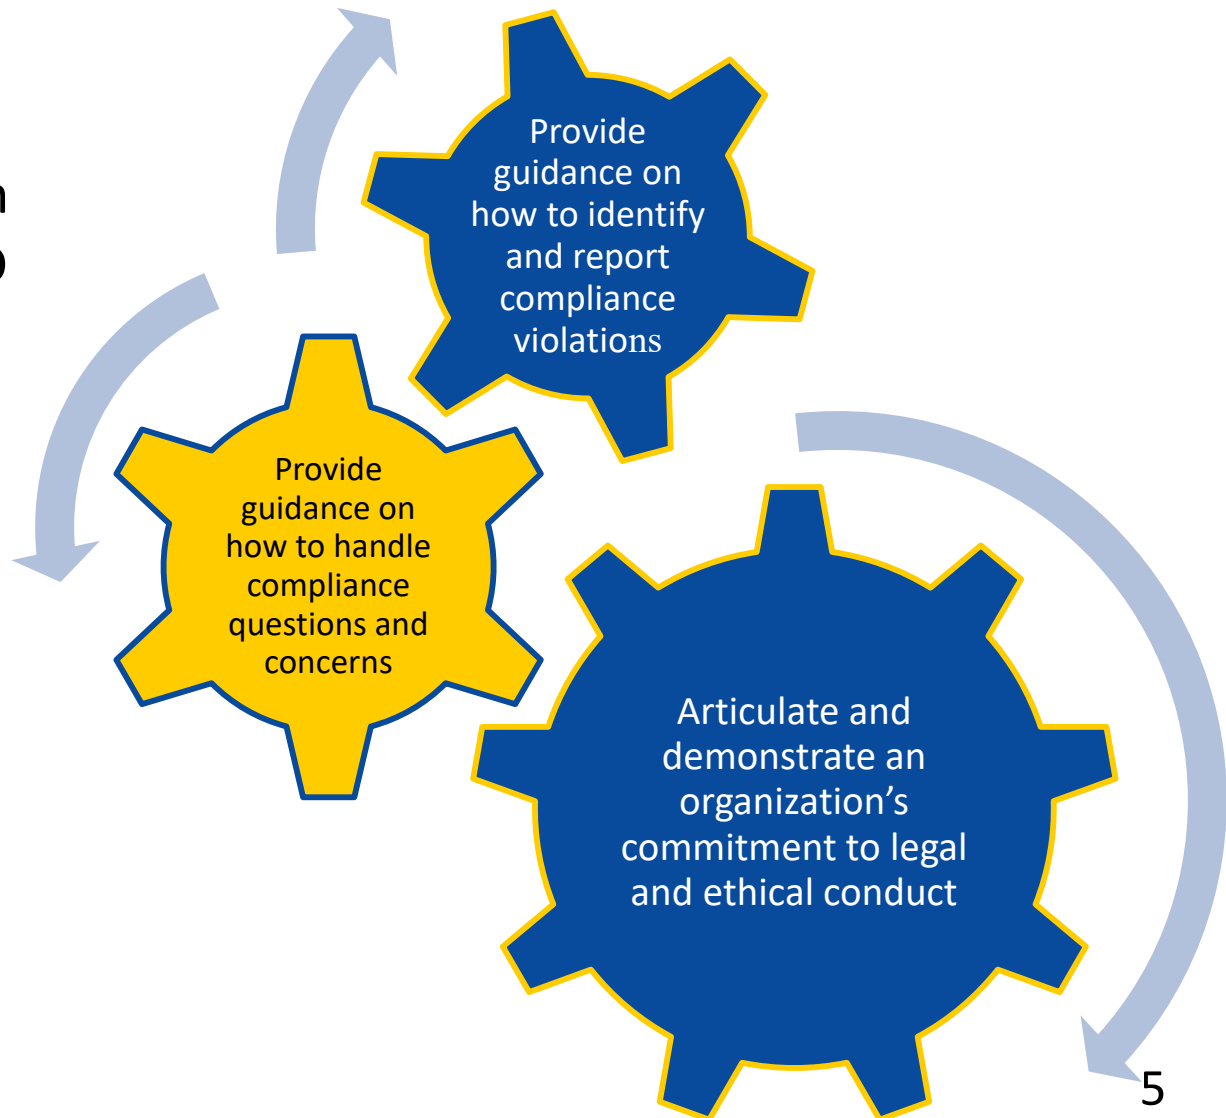 Provide
guidance on
how to identify
and report
compliance
violations
Provide
guidance on
how to handle
compliance
questions and
concerns
Articulate and
demonstrate an
organization’s
commitment to legal
and ethical conduct
5